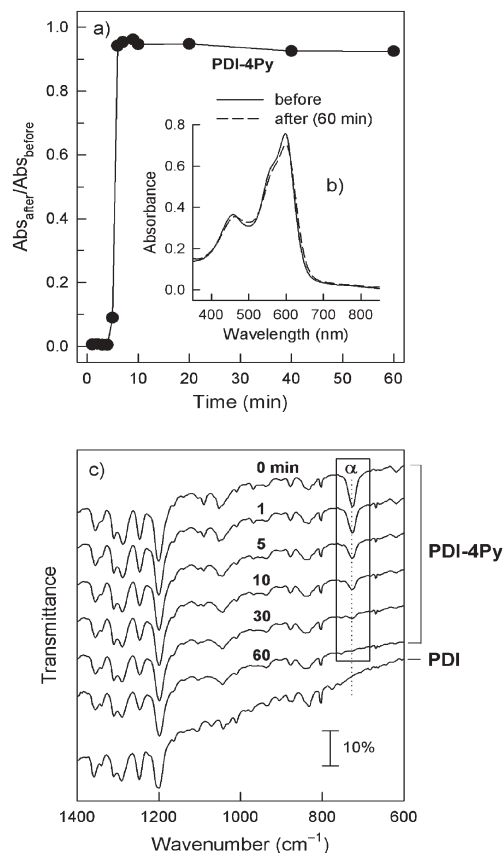 a)
1.0
0.8
0.6
0.4
0.2
0.0
Abs_after/Abs_before
PDI-4Py
before
after (60 min)
b)
0.8
0.6
0.4
0.2
0.0
Absorbance
400 500 600 700 800
Wavelength (nm)
0 10 20 30 40 50 60
Time (min)
c)
0 min
α
1
5
10
30
60
PDI-4Py
PDI
10%
Transmittance
1400 1200 1000 800 600
Wavenumber (cm⁻¹)